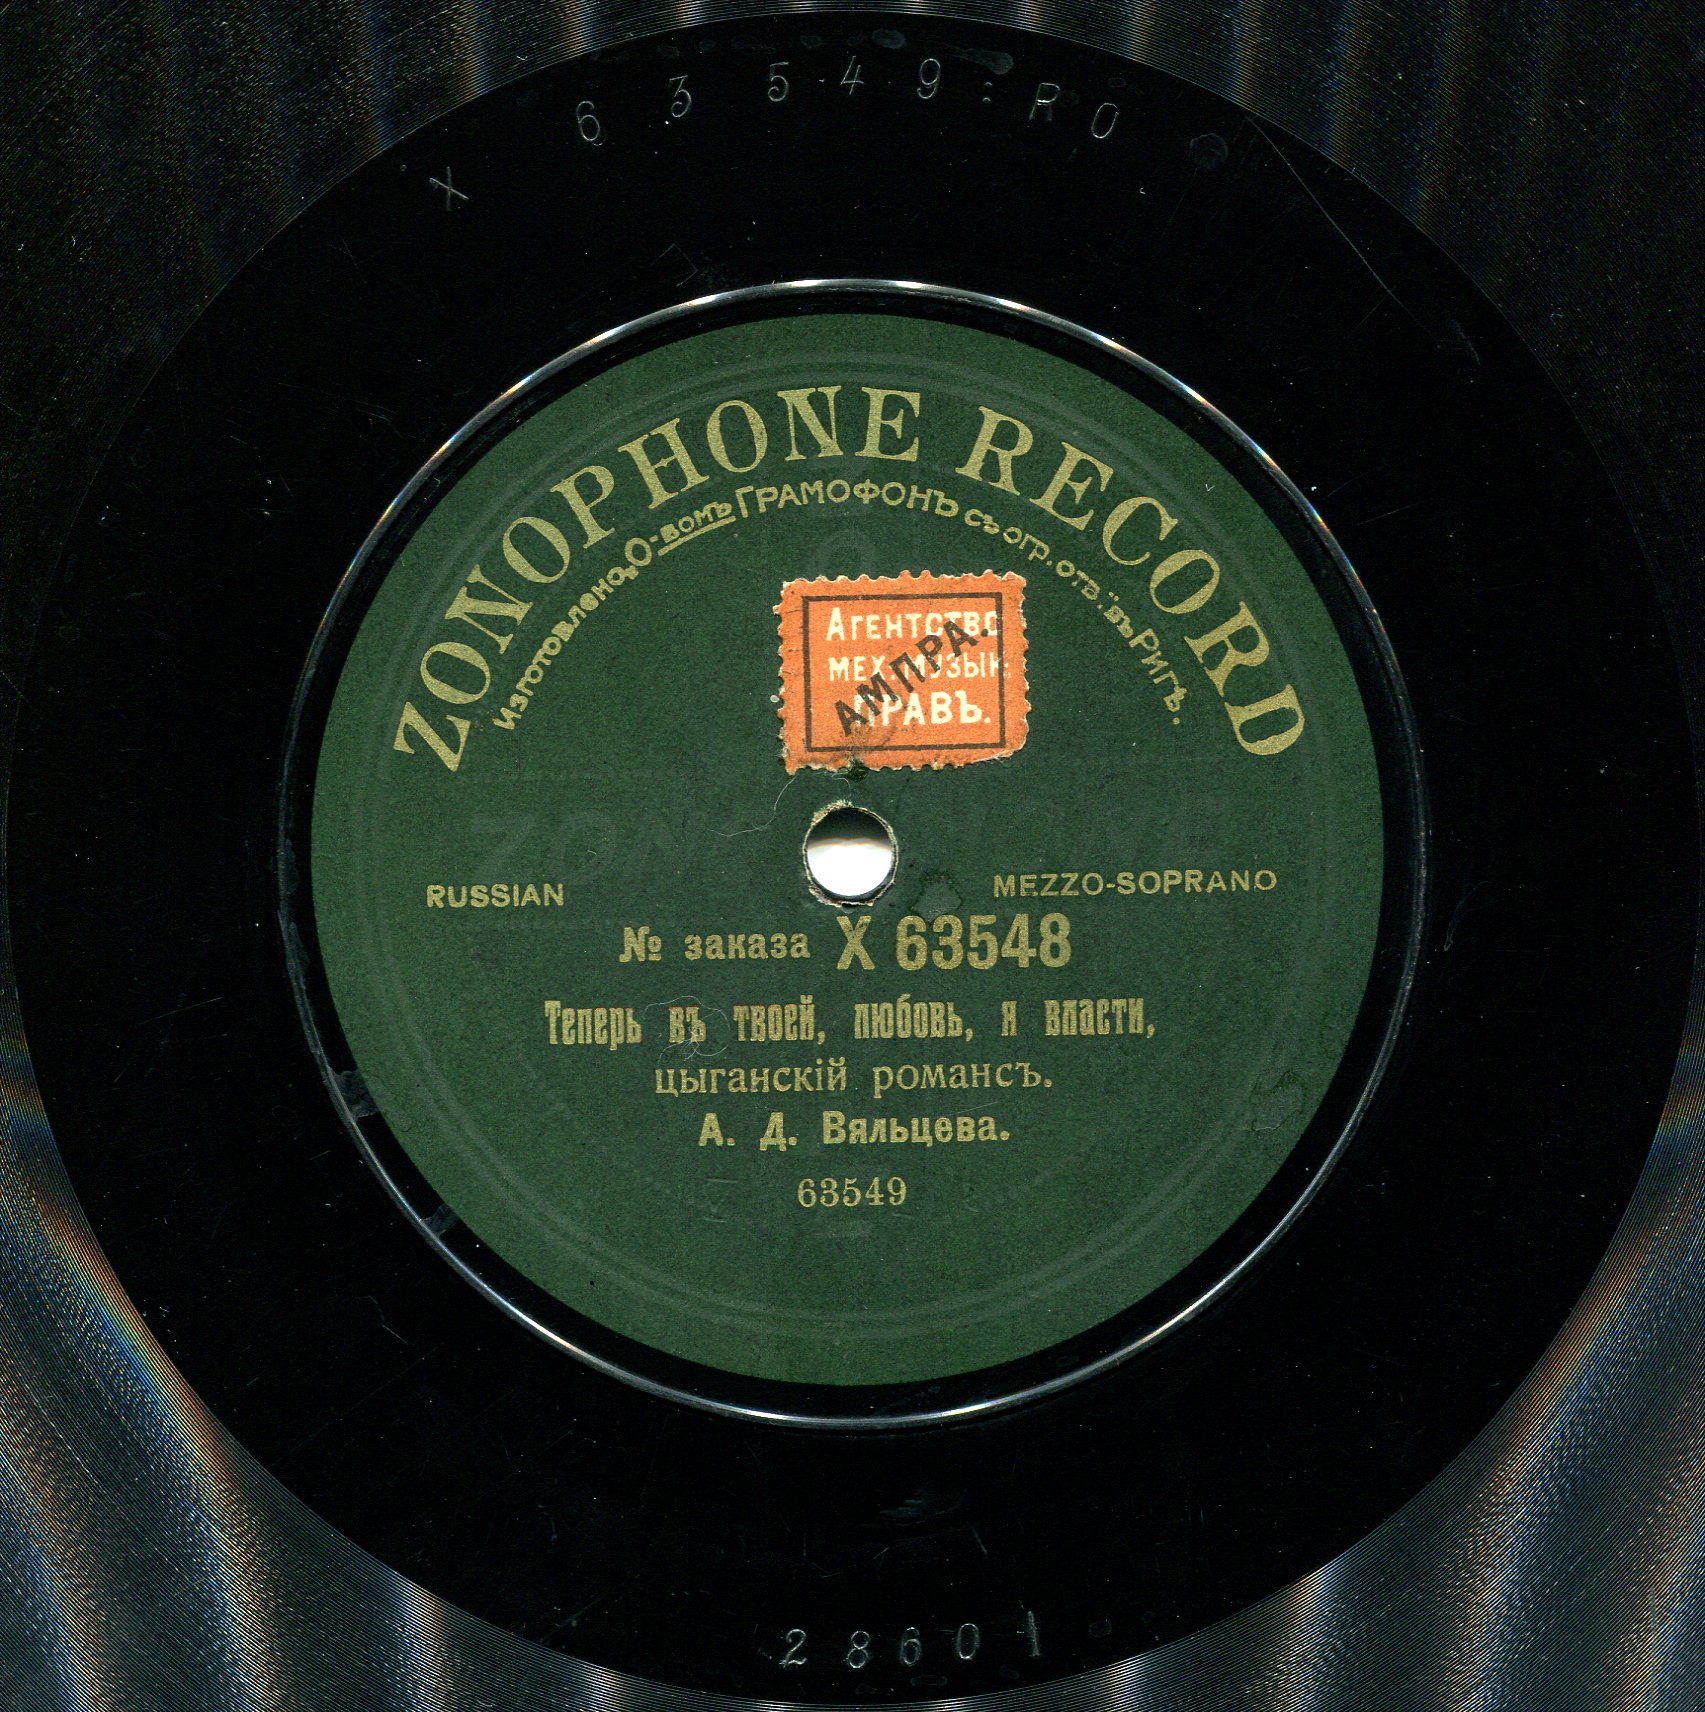 X 63549:RO
ZONOPHONE RECORD
Изготовлено О-вомъ ГРАМОФОНЪ съ огр. отв. въ Ригѣ.
АГЕНТСТВО
МЕХ. МУЗЫК.
ПРАВЪ.
АМПРА.
RUSSIAN
MEZZO-SOPRANO
№ заказа X 63548
Теперь въ твоей, любовь, я власти,
цыганскій романсъ.
А. Д. Вяльцева.
63549
28601